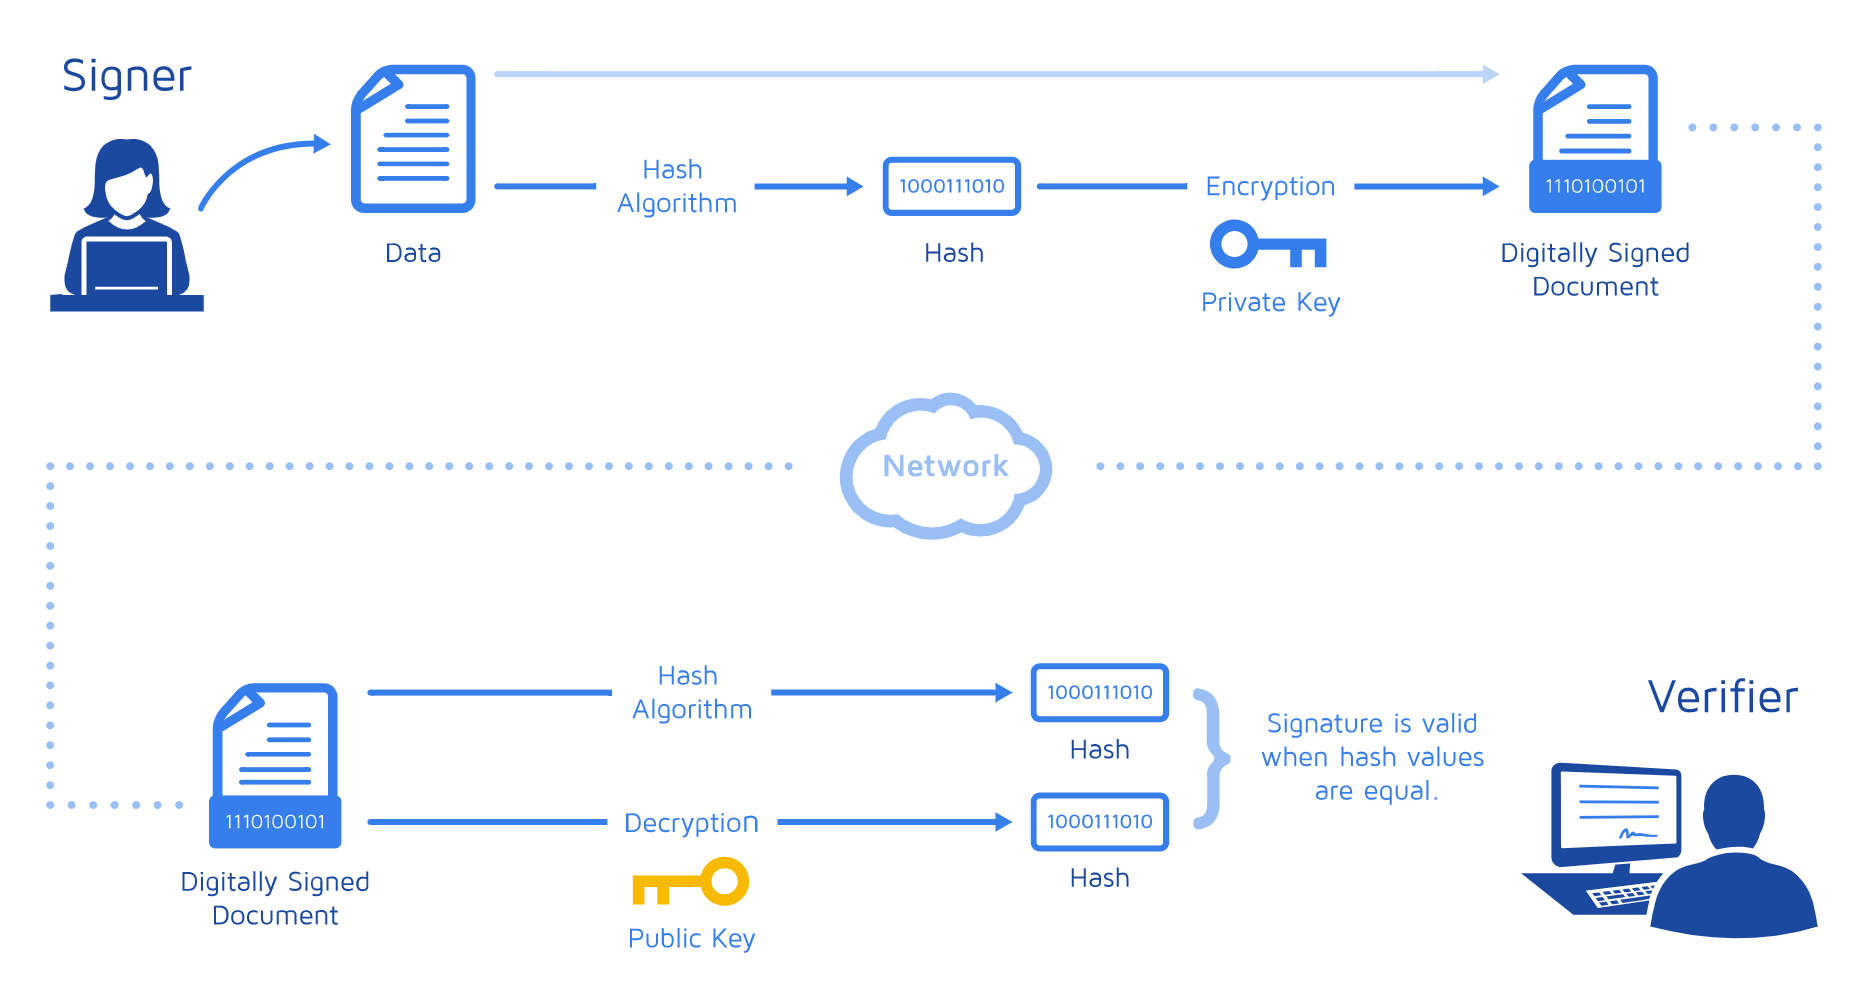 Signer
Data
Hash
Algorithm
1000111010
Hash
Encryption
Private Key
1110100101
Digitally Signed
Document
Network
1110100101
Digitally Signed
Document
Hash
Algorithm
1000111010
Hash
Decryption
Public Key
1000111010
Hash
Signature is valid
when hash values
are equal.
Verifier